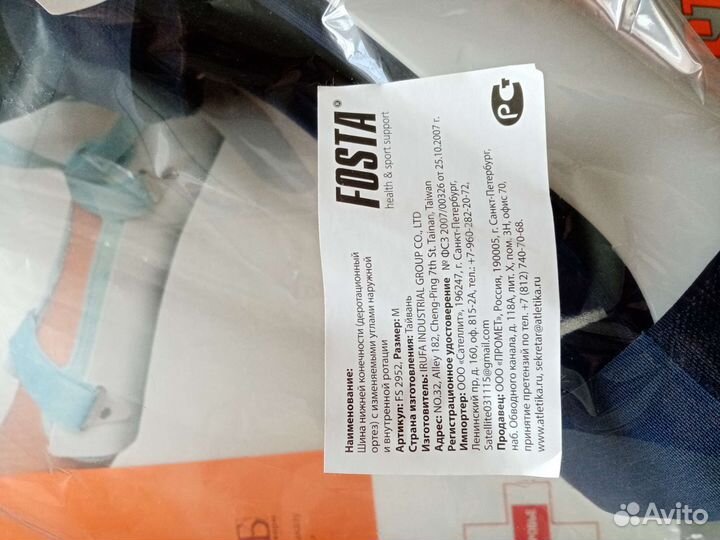 FOSTA®
health & sport support
Наименование:
Шина нижней конечности (деротационный
ортез) с изменяемыми углами наружной
и внутренной ротации
Артикул: FS 2952, Размер: M
Страна изготовления: Тайвань
Изготовитель: IRUFA INDUSTRIAL GROUP CO., LTD
Адрес: NO.32, Alley 182, Cheng-Ping 7th St. Tainan, Taiwan
Регистрационное удостоверение № ФСЗ 2007/00326 от 25.10.2007 г.
Импортер: ООО «Сателлит», 196247, г. Санкт-Петербург,
Ленинский пр, д. 160, оф. 815-2А, тел.: +7-960-282-20-72,
Satellite031115@gmail.com
Продавец: ООО «ПРОМЕТ», Россия, 190005, г. Санкт-Петербург,
наб. Обводного канала, д. 118А, лит. Х, пом. 3Н, офис 70,
принятие претензий по тел. +7 (812) 740-70-68.
www.atletika.ru, sekretar@atletika.ru
РСТ
Avito